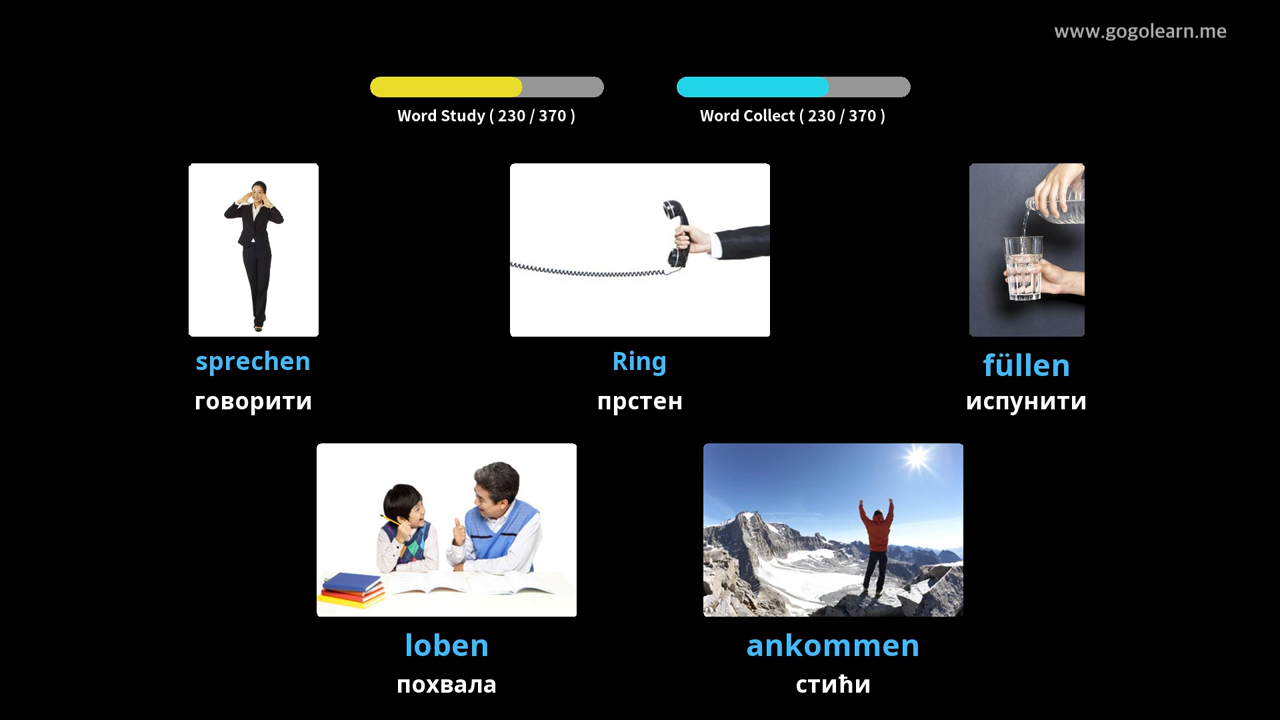 www.gogolearn.me
Word Study ( 230 / 370 )
Word Collect ( 230 / 370 )
sprechen
говорити
Ring
прстен
füllen
испунити
loben
похвала
ankommen
стићи